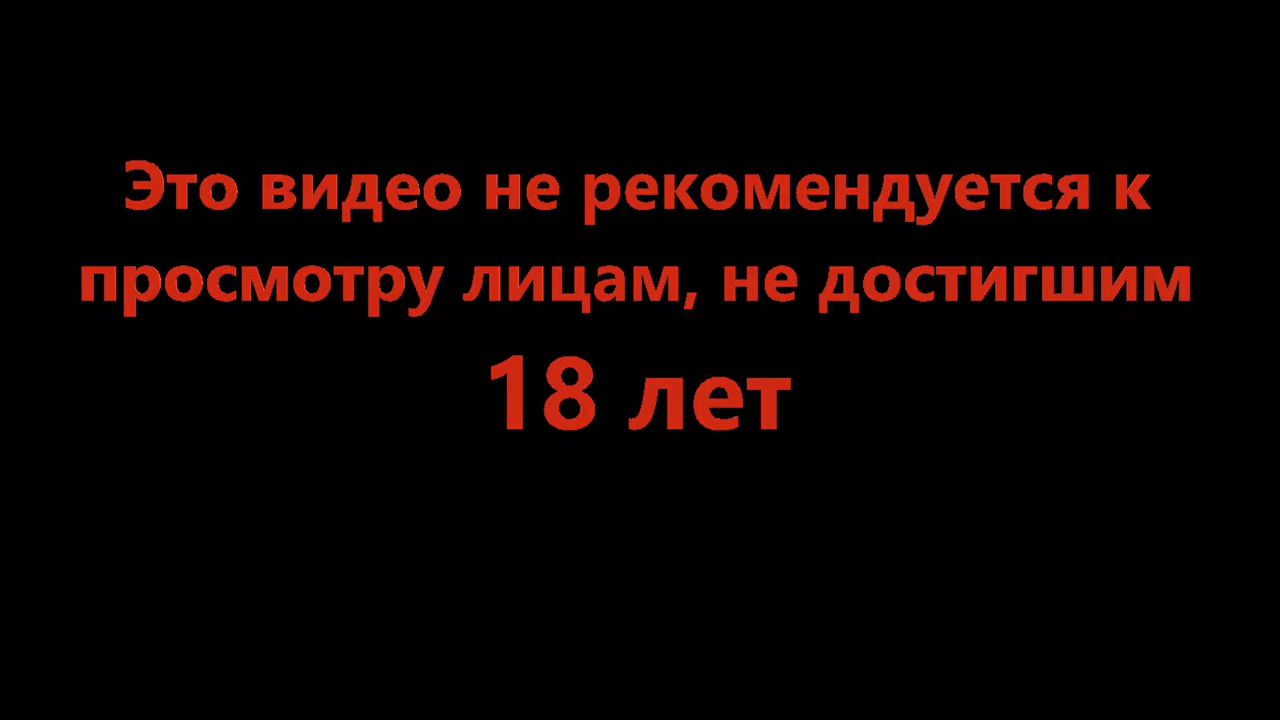 Это видео не рекомендуется к
просмотру лицам, не достигшим
18 лет